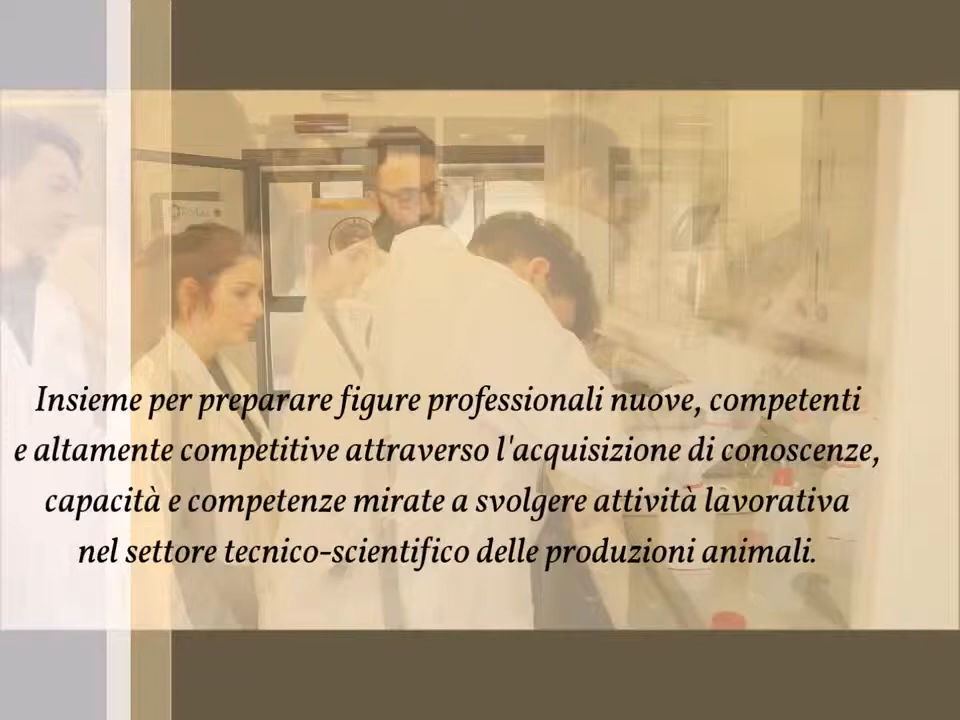 Insieme per preparare figure professionali nuove, competenti
e altamente competitive attraverso l'acquisizione di conoscenze,
capacità e competenze mirate a svolgere attività lavorativa
nel settore tecnico-scientifico delle produzioni animali.